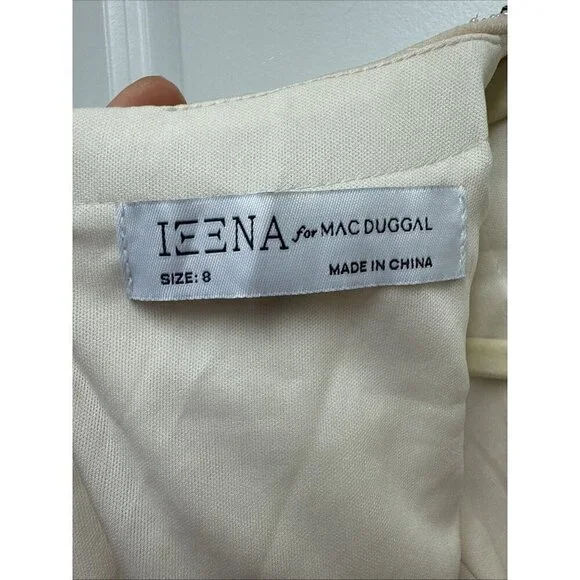 IEENA for MAC DUGGAL
SIZE: 8 MADE IN CHINA